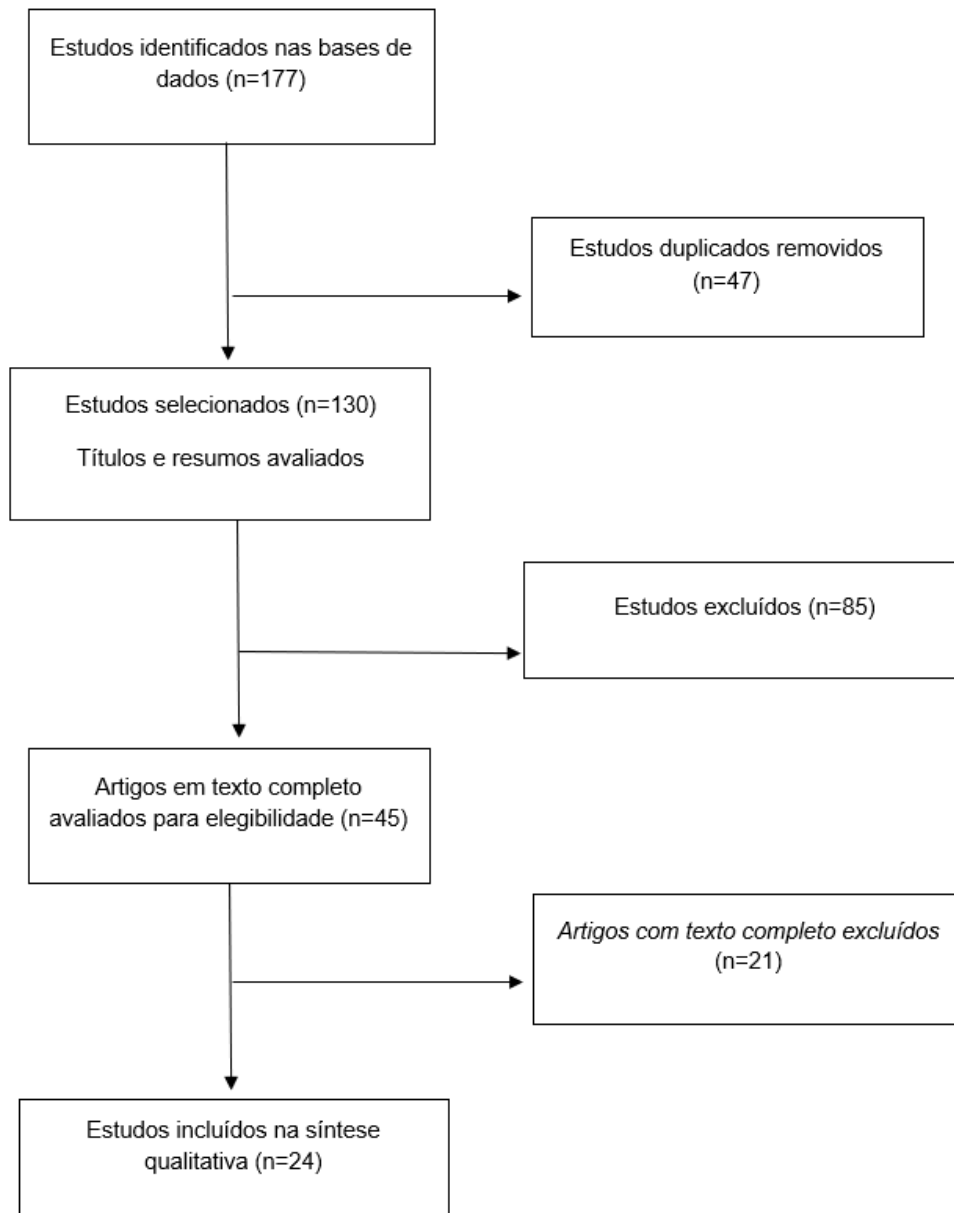 Estudos identificados nas bases de
dados (n=177)
Estudos duplicados removidos
(n=47)
Estudos selecionados (n=130)
Títulos e resumos avaliados
Estudos excluídos (n=85)
Artigos em texto completo
avaliados para elegibilidade (n=45)
Artigos com texto completo excluídos
(n=21)
Estudos incluídos na síntese
qualitativa (n=24)